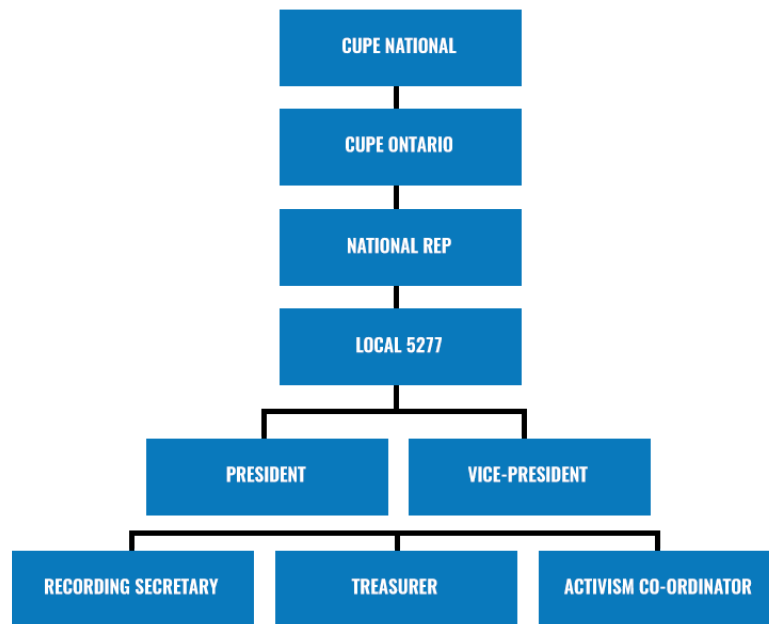 CUPE NATIONAL
CUPE ONTARIO
NATIONAL REP
LOCAL 5277
PRESIDENT
VICE-PRESIDENT
RECORDING SECRETARY
TREASURER
ACTIVISM CO-ORDINATOR